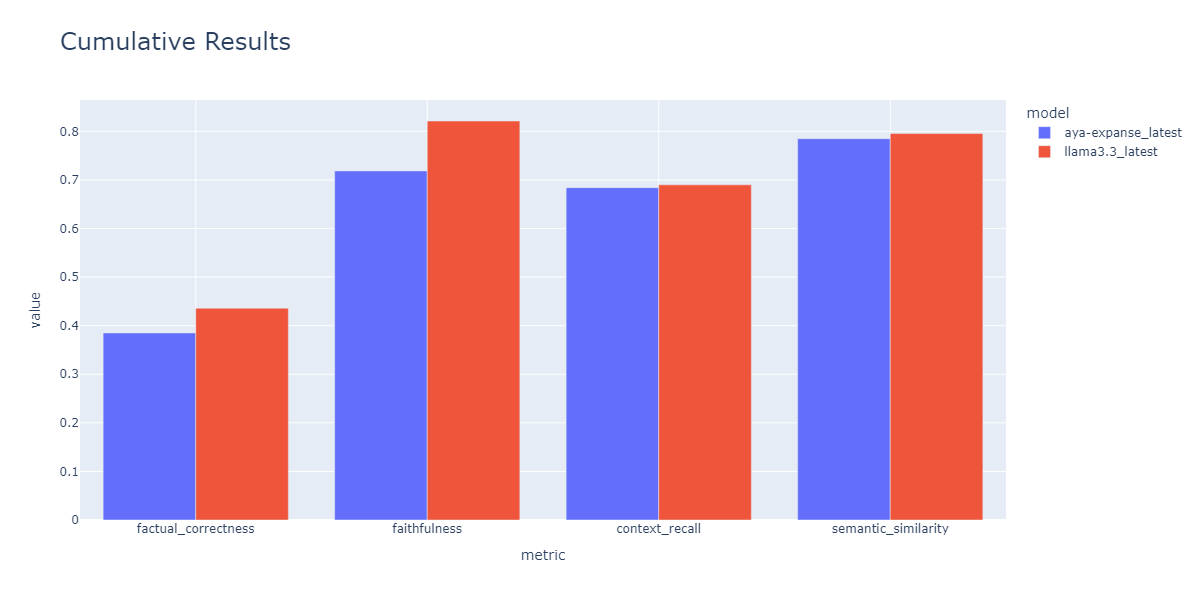 Cumulative Results
model
aya-expanse_latest
llama3.3_latest
0.8
0.7
0.6
0.5
0.4
0.3
0.2
0.1
0
value
factual_correctness
faithfulness
context_recall
semantic_similarity
metric